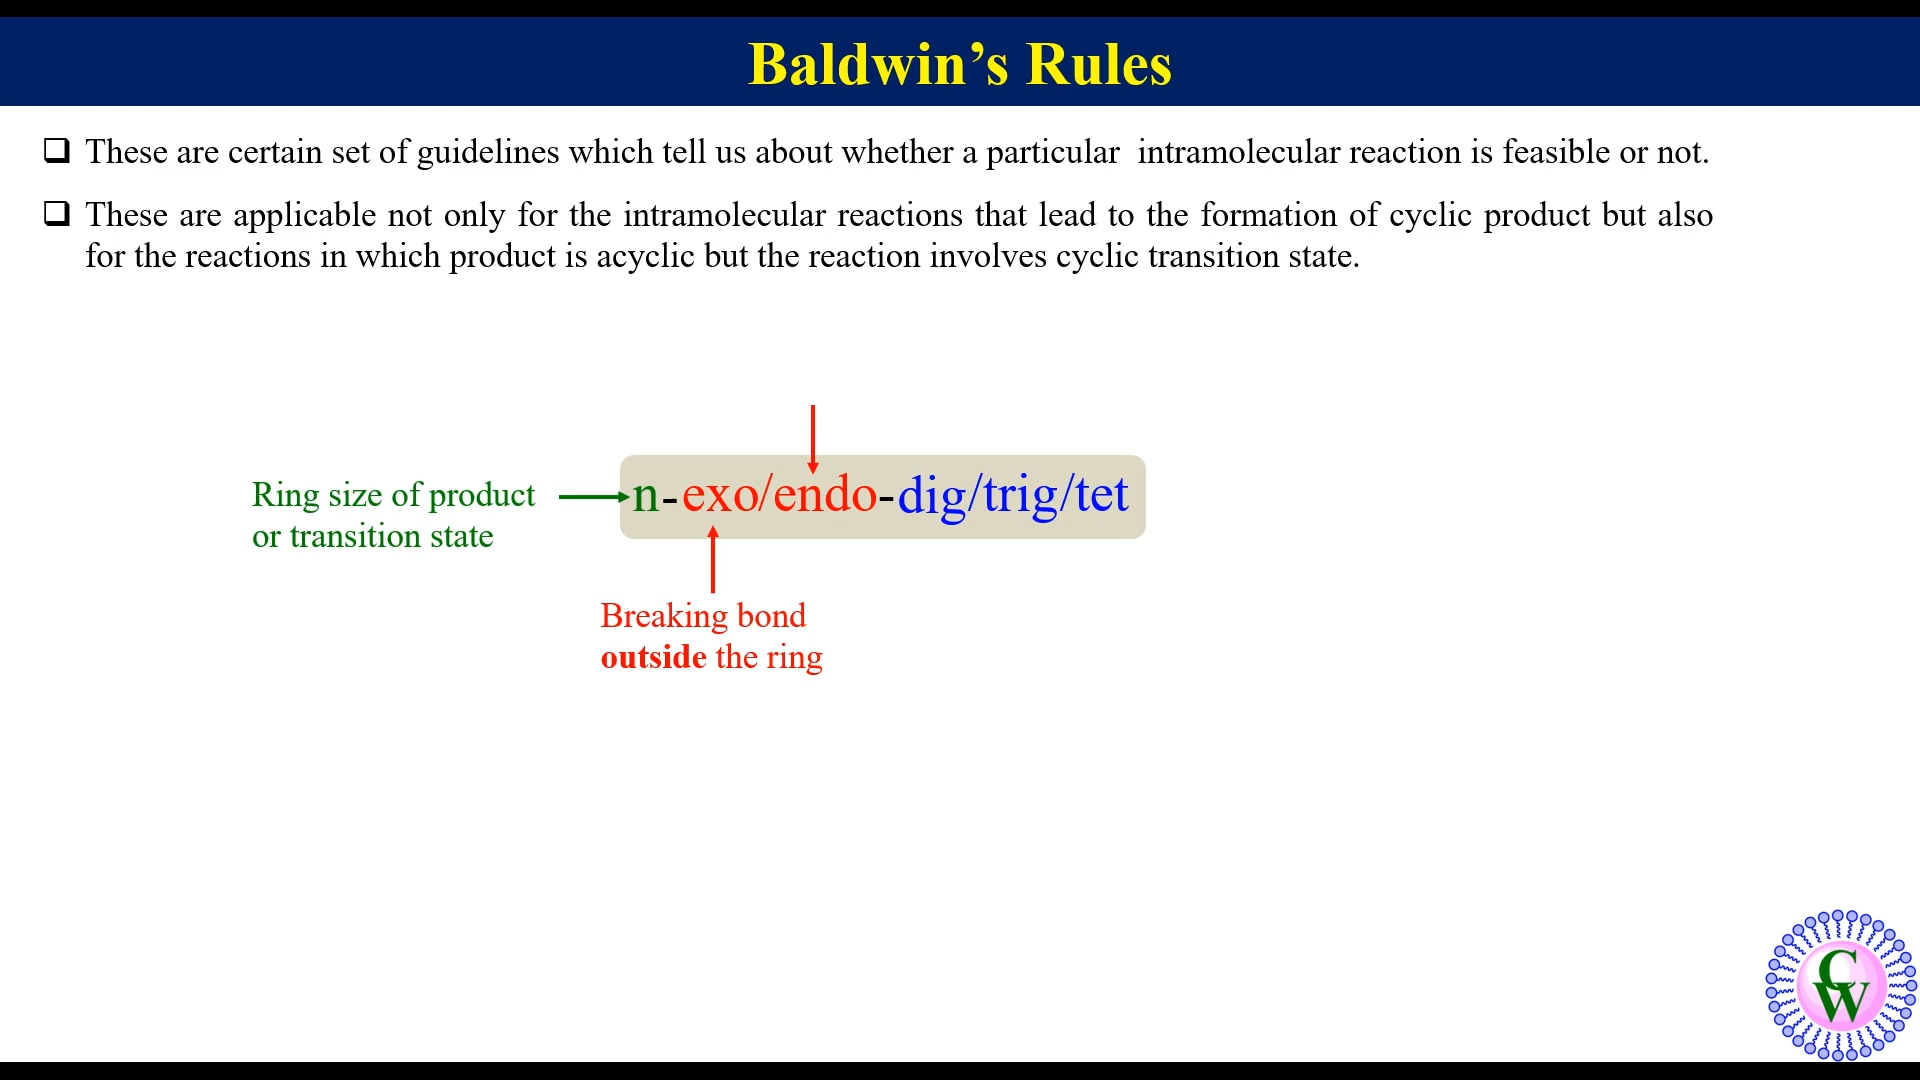 Baldwin’s Rules
These are certain set of guidelines which tell us about whether a particular intramolecular reaction is feasible or not.
These are applicable not only for the intramolecular reactions that lead to the formation of cyclic product but also
for the reactions in which product is acyclic but the reaction involves cyclic transition state.
Ring size of product
or transition state
n-exo/endo-dig/trig/tet
Breaking bond
outside the ring
CW